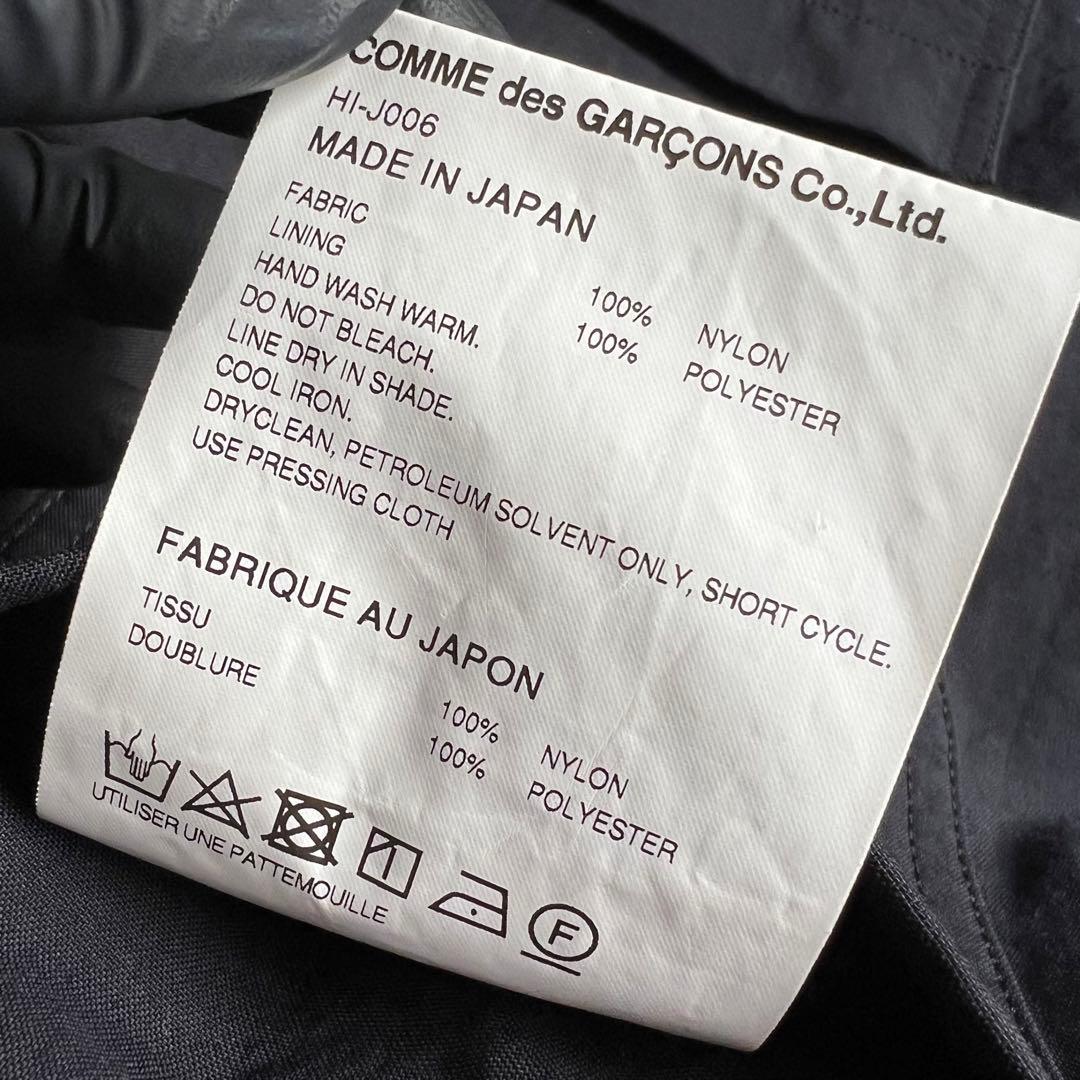 COMME des GARÇONS Co.,Ltd.
HI-J006
MADE IN JAPAN
FABRIC 100% NYLON
LINING 100% POLYESTER
HAND WASH WARM.
DO NOT BLEACH.
LINE DRY IN SHADE.
COOL IRON.
DRYCLEAN, PETROLEUM SOLVENT ONLY, SHORT CYCLE.
USE PRESSING CLOTH
FABRIQUE AU JAPON
TISSU 100% NYLON
DOUBLURE 100% POLYESTER
F
UTILISER UNE PATTEMOUILLE